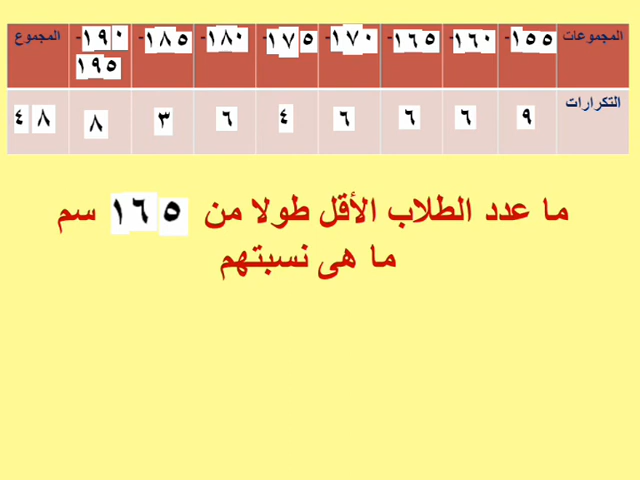 المجموعات ١٥٥- ١٦٠- ١٦٥- ١٧٠- ١٧٥- ١٨٠- ١٨٥- ١٩٠- المجموع
١٩٥
التكرارات ٩ ٦ ٦ ٦ ٤ ٦ ٣ ٨ ٤٨
ما عدد الطلاب الأقل طولا من ١٦٥ سم
ما هى نسبتهم